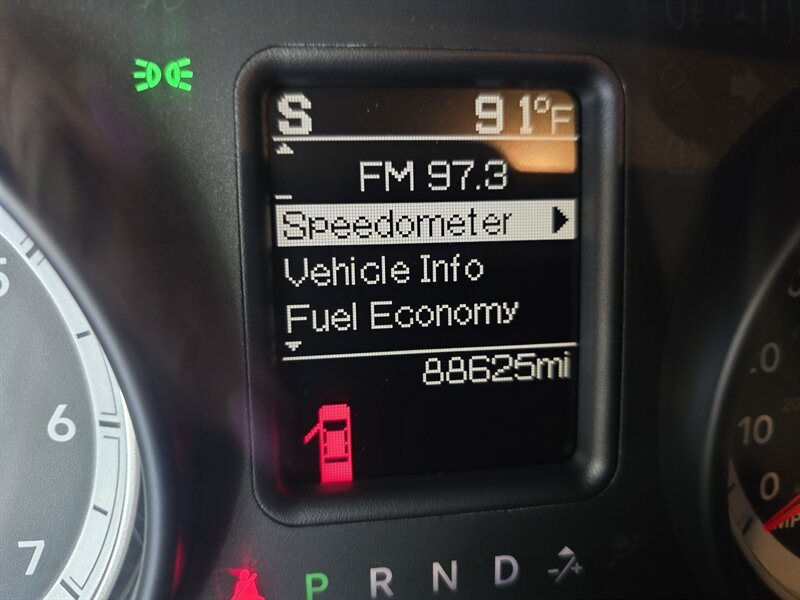 S 91°F
FM 97.3
Speedometer
Vehicle Info
Fuel Economy
88625mi
5
6
7
10
0
P R N D -/+